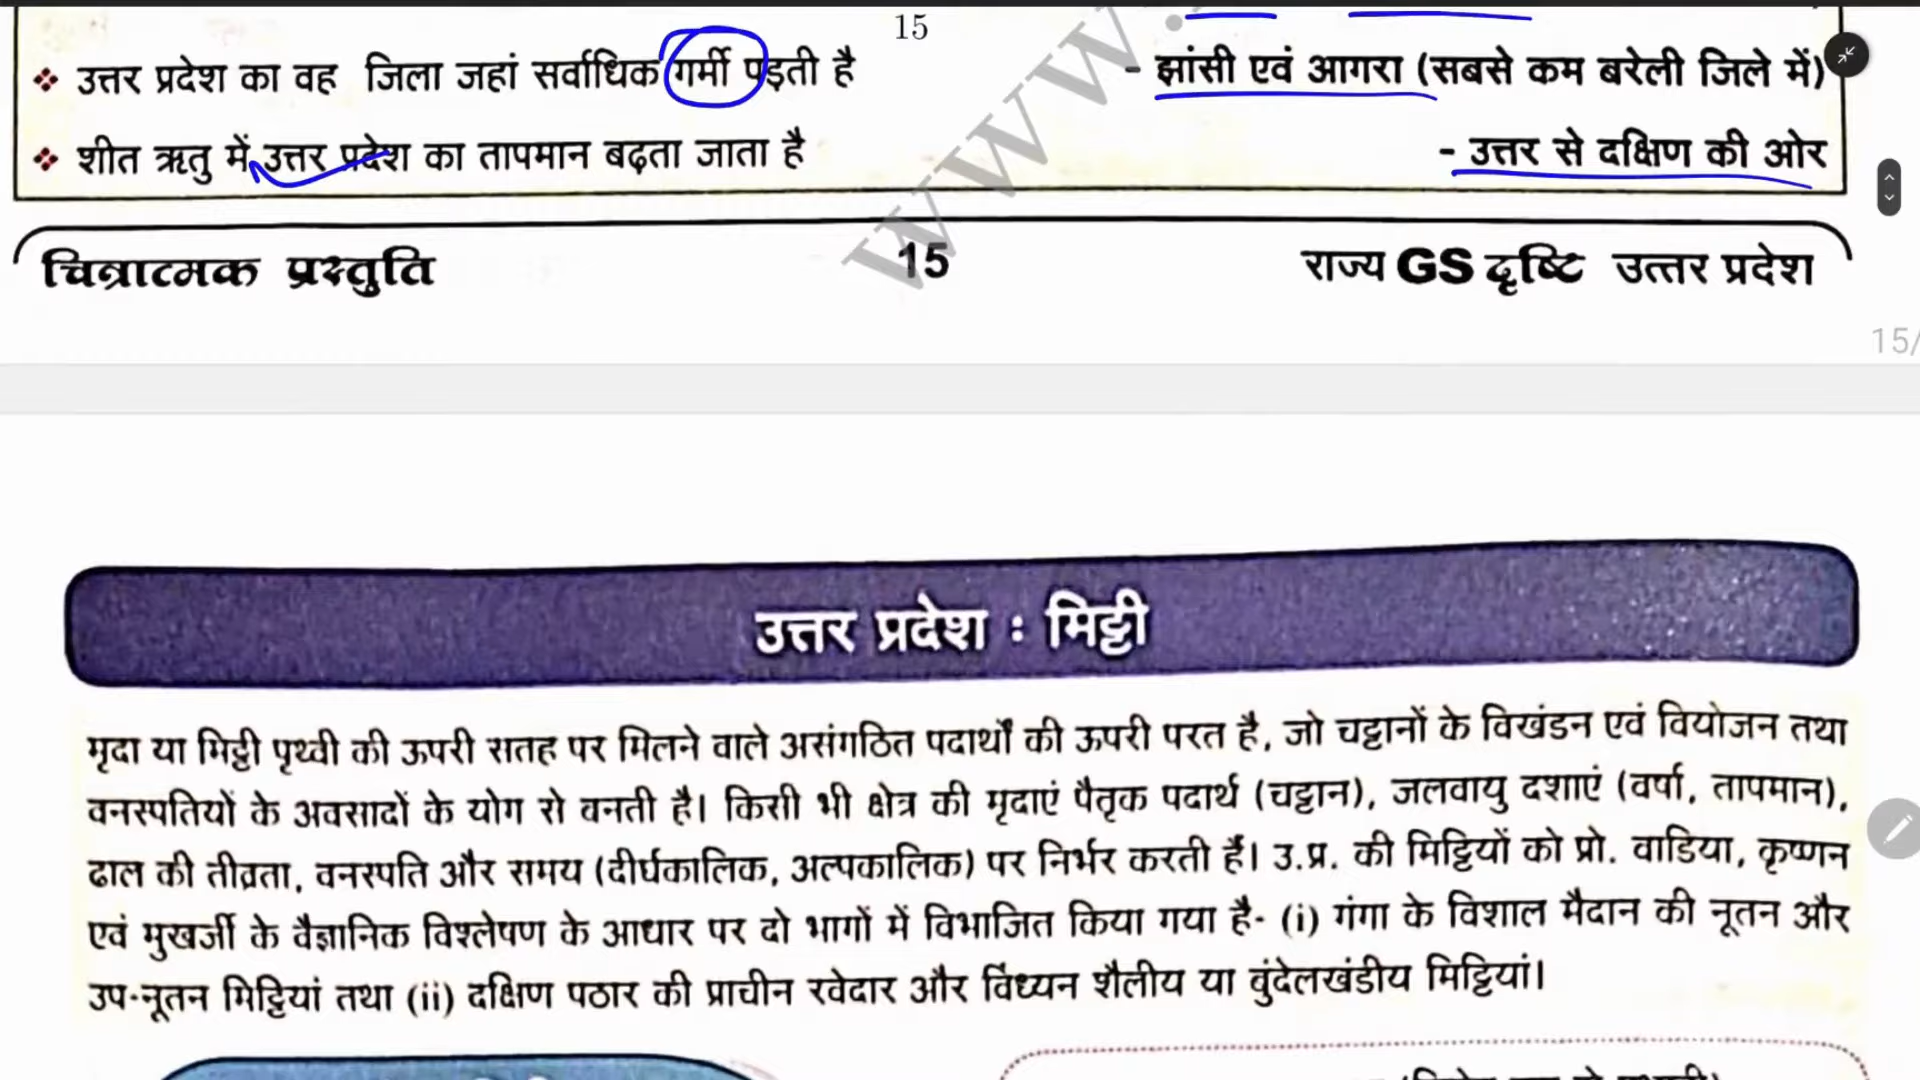 15
❖ उत्तर प्रदेश का वह जिला जहां सर्वाधिक गर्मी पड़ती है - झांसी एवं आगरा (सबसे कम बरेली जिले में)
❖ शीत ऋतु में उत्तर प्रदेश का तापमान बढ़ता जाता है - उत्तर से दक्षिण की ओर
www.
चित्रात्मक प्रस्तुति 15 राज्य GS दृष्टि उत्तर प्रदेश
15/
उत्तर प्रदेश : मिट्टी
मृदा या मिट्टी पृथ्वी की ऊपरी सतह पर मिलने वाले असंगठित पदार्थों की ऊपरी परत है, जो चट्टानों के विखंडन एवं वियोजन तथा
वनस्पतियों के अवसादों के योग से बनती है। किसी भी क्षेत्र की मृदाएं पैतृक पदार्थ (चट्टान), जलवायु दशाएं (वर्षा, तापमान),
ढाल की तीव्रता, वनस्पति और समय (दीर्घकालिक, अल्पकालिक) पर निर्भर करती हैं। उ.प्र. की मिट्टियों को प्रो. वाडिया, कृष्णन
एवं मुखर्जी के वैज्ञानिक विश्लेषण के आधार पर दो भागों में विभाजित किया गया है- (i) गंगा के विशाल मैदान की नूतन और
उप-नूतन मिट्टियां तथा (ii) दक्षिण पठार की प्राचीन रवेदार और विंध्यन शैलीय या बुंदेलखंडीय मिट्टियां।